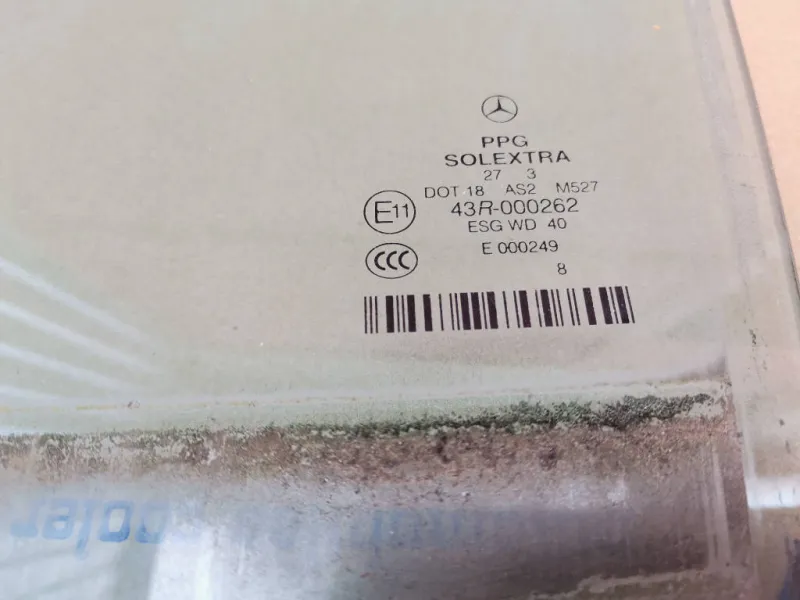 PPG
SOLEXTRA
27 3
DOT 18 AS2 M527
E11 43R-000262
ESG WD 40
CCC E 000249
8